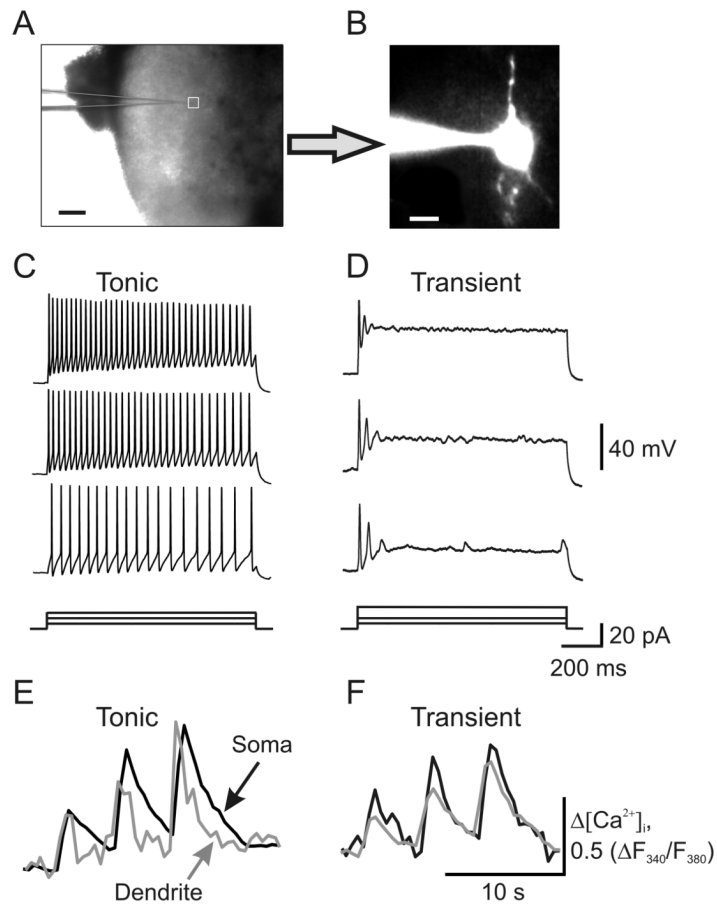 A
B
C
Tonic
D
Transient
40 mV
20 pA
200 ms
E
Tonic
Soma
Dendrite
F
Transient
Δ[Ca²⁺]ᵢ,
0.5 (ΔF₃₄₀/F₃₈₀)
10 s